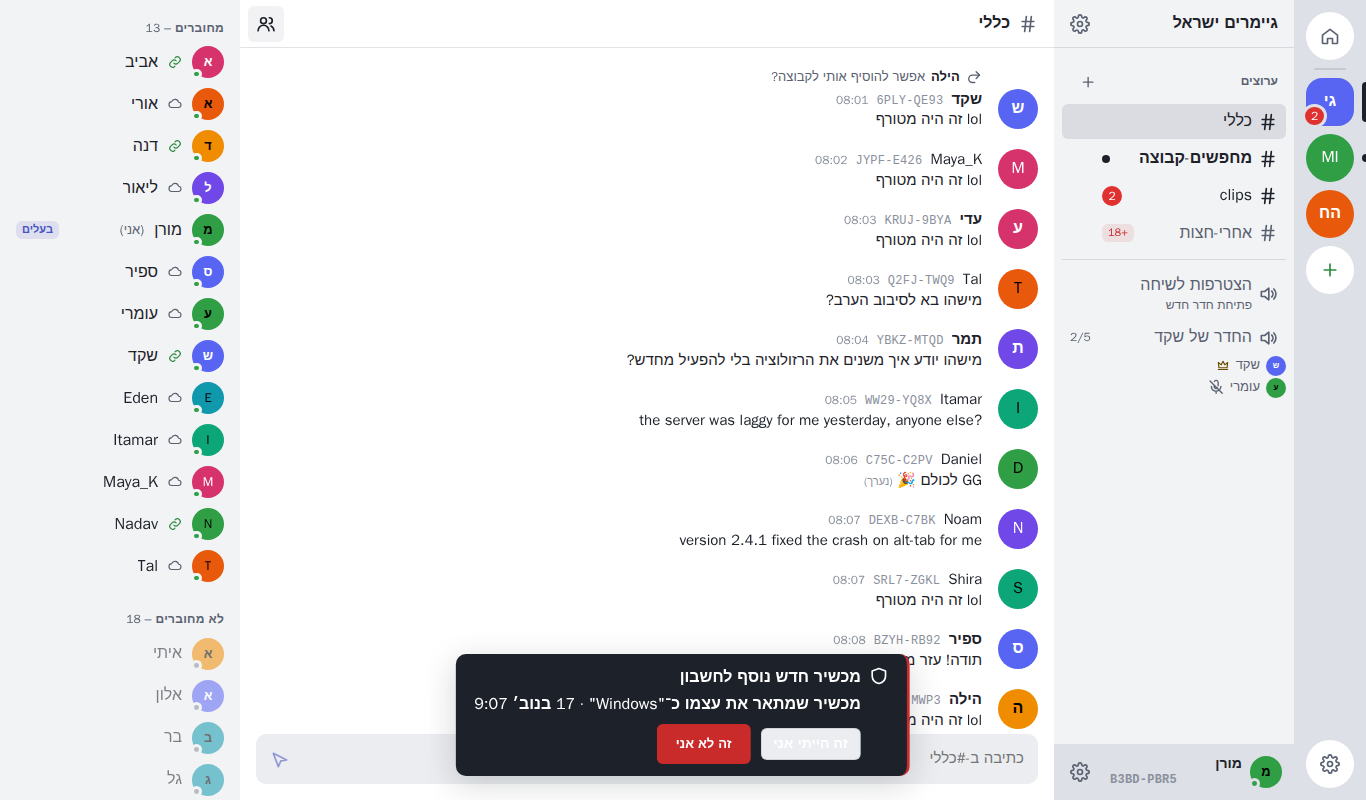 גי
2
MI
הח
גיימרים ישראל
ערוצים
כללי
מחפשים-קבוצה
clips
2
אחרי-חצות
18+
הצטרפות לשיחה
פתיחת חדר חדש
החדר של שקד
2/5
ש שקד
ע עומרי
מ מורן
B3BD-PBR5
כללי
הילה אפשר להוסיף אותי לקבוצה?
ש
שקד 6PLY-QE93 08:01
lol זה היה מטורף
M
Maya_K JYPF-E426 08:02
lol זה היה מטורף
ע
עדי KRUJ-9BYA 08:03
lol זה היה מטורף
T
Tal Q2FJ-TWQ9 08:03
מישהו בא לסיבוב הערב?
ת
תמר YBKZ-MTQD 08:04
מישהו יודע איך משנים את הרזולוציה בלי להפעיל מחדש?
I
Itamar WW29-YQ8X 08:05
the server was laggy for me yesterday, anyone else?
D
Daniel C75C-C2PV 08:06
GG לכולם 🎉 (נערך)
N
Noam DEXB-C7BK 08:07
version 2.4.1 fixed the crash on alt-tab for me
S
Shira SRL7-ZGKL 08:07
lol זה היה מטורף
ס
ספיר BZYH-RB92 08:08
תודה! עזר
ה
הילה MWP3
lol זה היה
כתיבה ב-#כללי
מכשיר חדש נוסף לחשבון
מכשיר שמתאר את עצמו כ־"Windows" · 17 בנוב׳ 9:07
זה הייתי אני
זה לא אני
מחוברים — 13
א אביב
א אורי
ד דנה
ל ליאור
מ מורן (אני) בעלים
ס ספיר
ע עומרי
ש שקד
E Eden
I Itamar
M Maya_K
N Nadav
T Tal
לא מחוברים — 18
א איתי
א אלון
ב בר
ג גל